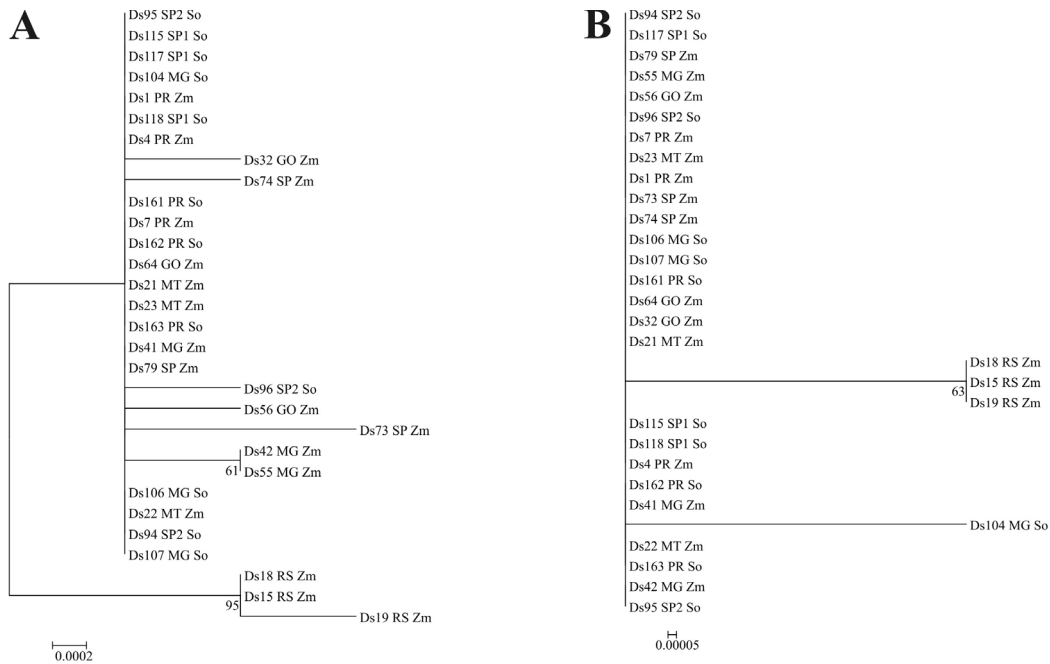 A
Ds95 SP2 So
Ds115 SP1 So
Ds117 SP1 So
Ds104 MG So
Ds1 PR Zm
Ds118 SP1 So
Ds4 PR Zm
Ds32 GO Zm
Ds74 SP Zm
Ds161 PR So
Ds7 PR Zm
Ds162 PR So
Ds64 GO Zm
Ds21 MT Zm
Ds23 MT Zm
Ds163 PR So
Ds41 MG Zm
Ds79 SP Zm
Ds96 SP2 So
Ds56 GO Zm
Ds73 SP Zm
Ds42 MG Zm
61
Ds55 MG Zm
Ds106 MG So
Ds22 MT Zm
Ds94 SP2 So
Ds107 MG So
Ds18 RS Zm
Ds15 RS Zm
95
Ds19 RS Zm
0.0002
B
Ds94 SP2 So
Ds117 SP1 So
Ds79 SP Zm
Ds55 MG Zm
Ds56 GO Zm
Ds96 SP2 So
Ds7 PR Zm
Ds23 MT Zm
Ds1 PR Zm
Ds73 SP Zm
Ds74 SP Zm
Ds106 MG So
Ds107 MG So
Ds161 PR So
Ds64 GO Zm
Ds32 GO Zm
Ds21 MT Zm
Ds18 RS Zm
Ds15 RS Zm
63
Ds19 RS Zm
Ds115 SP1 So
Ds118 SP1 So
Ds4 PR Zm
Ds162 PR So
Ds41 MG Zm
Ds104 MG So
Ds22 MT Zm
Ds163 PR So
Ds42 MG Zm
Ds95 SP2 So
0.00005